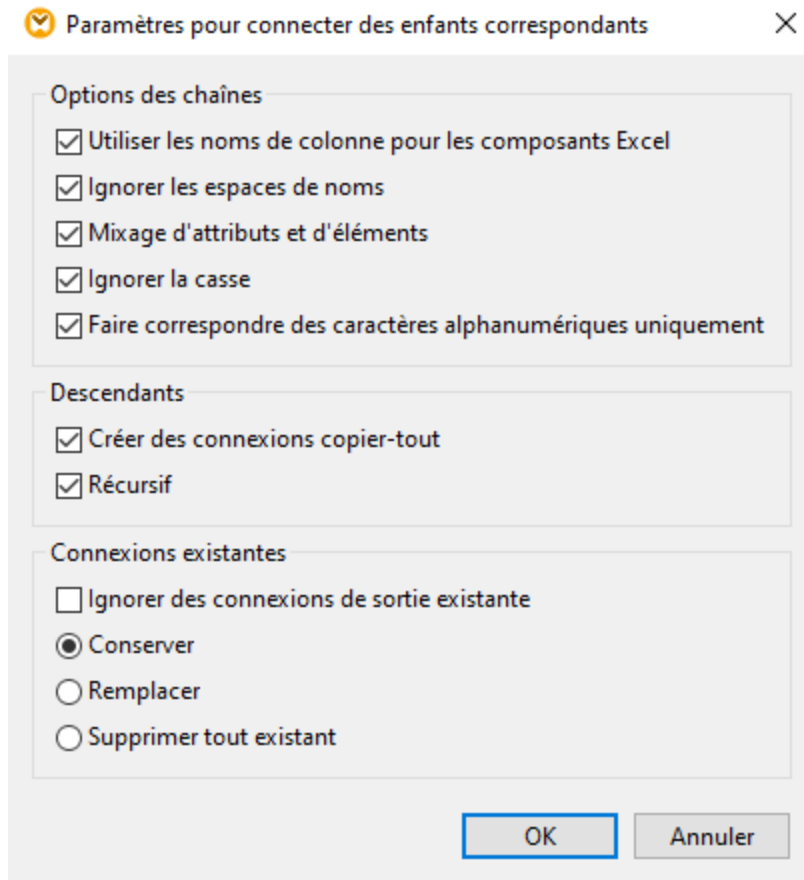 Paramètres pour connecter des enfants correspondants
Options des chaînes
Utiliser les noms de colonne pour les composants Excel
Ignorer les espaces de noms
Mixage d'attributs et d'éléments
Ignorer la casse
Faire correspondre des caractères alphanumériques uniquement
Descendants
Créer des connexions copier-tout
Récursif
Connexions existantes
Ignorer des connexions de sortie existante
Conserver
Remplacer
Supprimer tout existant
OK Annuler